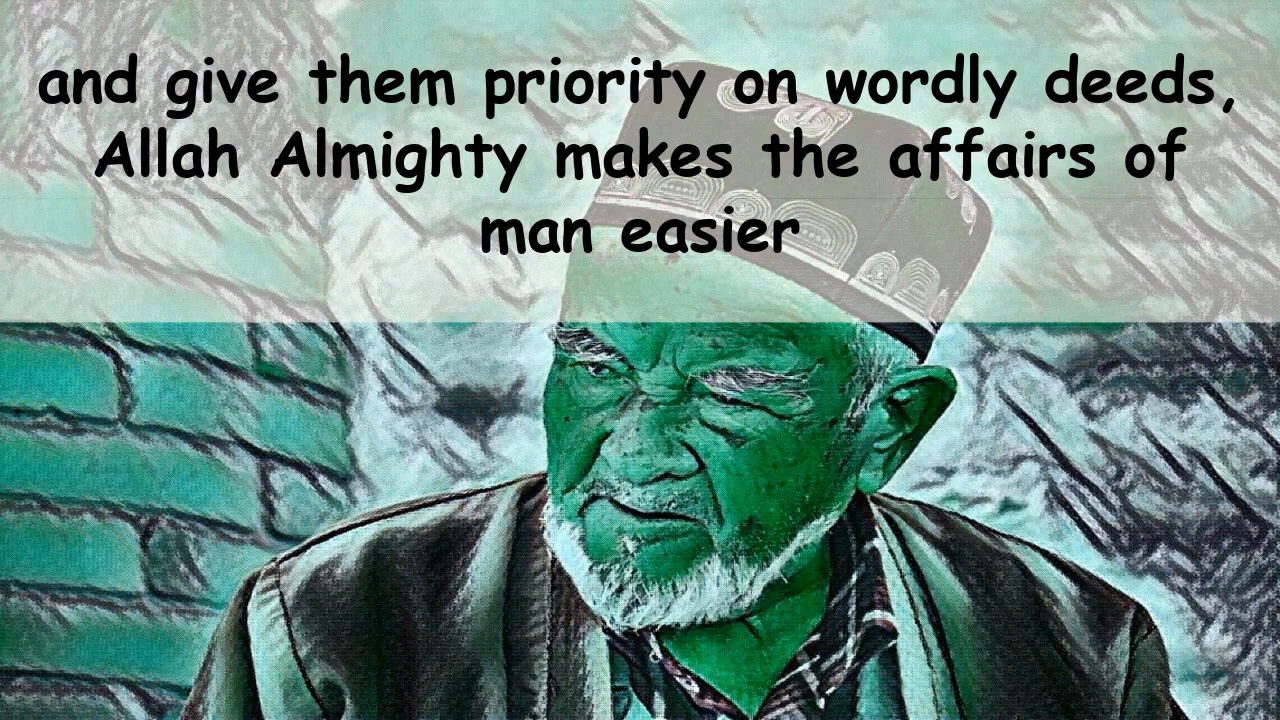 and give them priority on wordly deeds,
Allah Almighty makes the affairs of
man easier